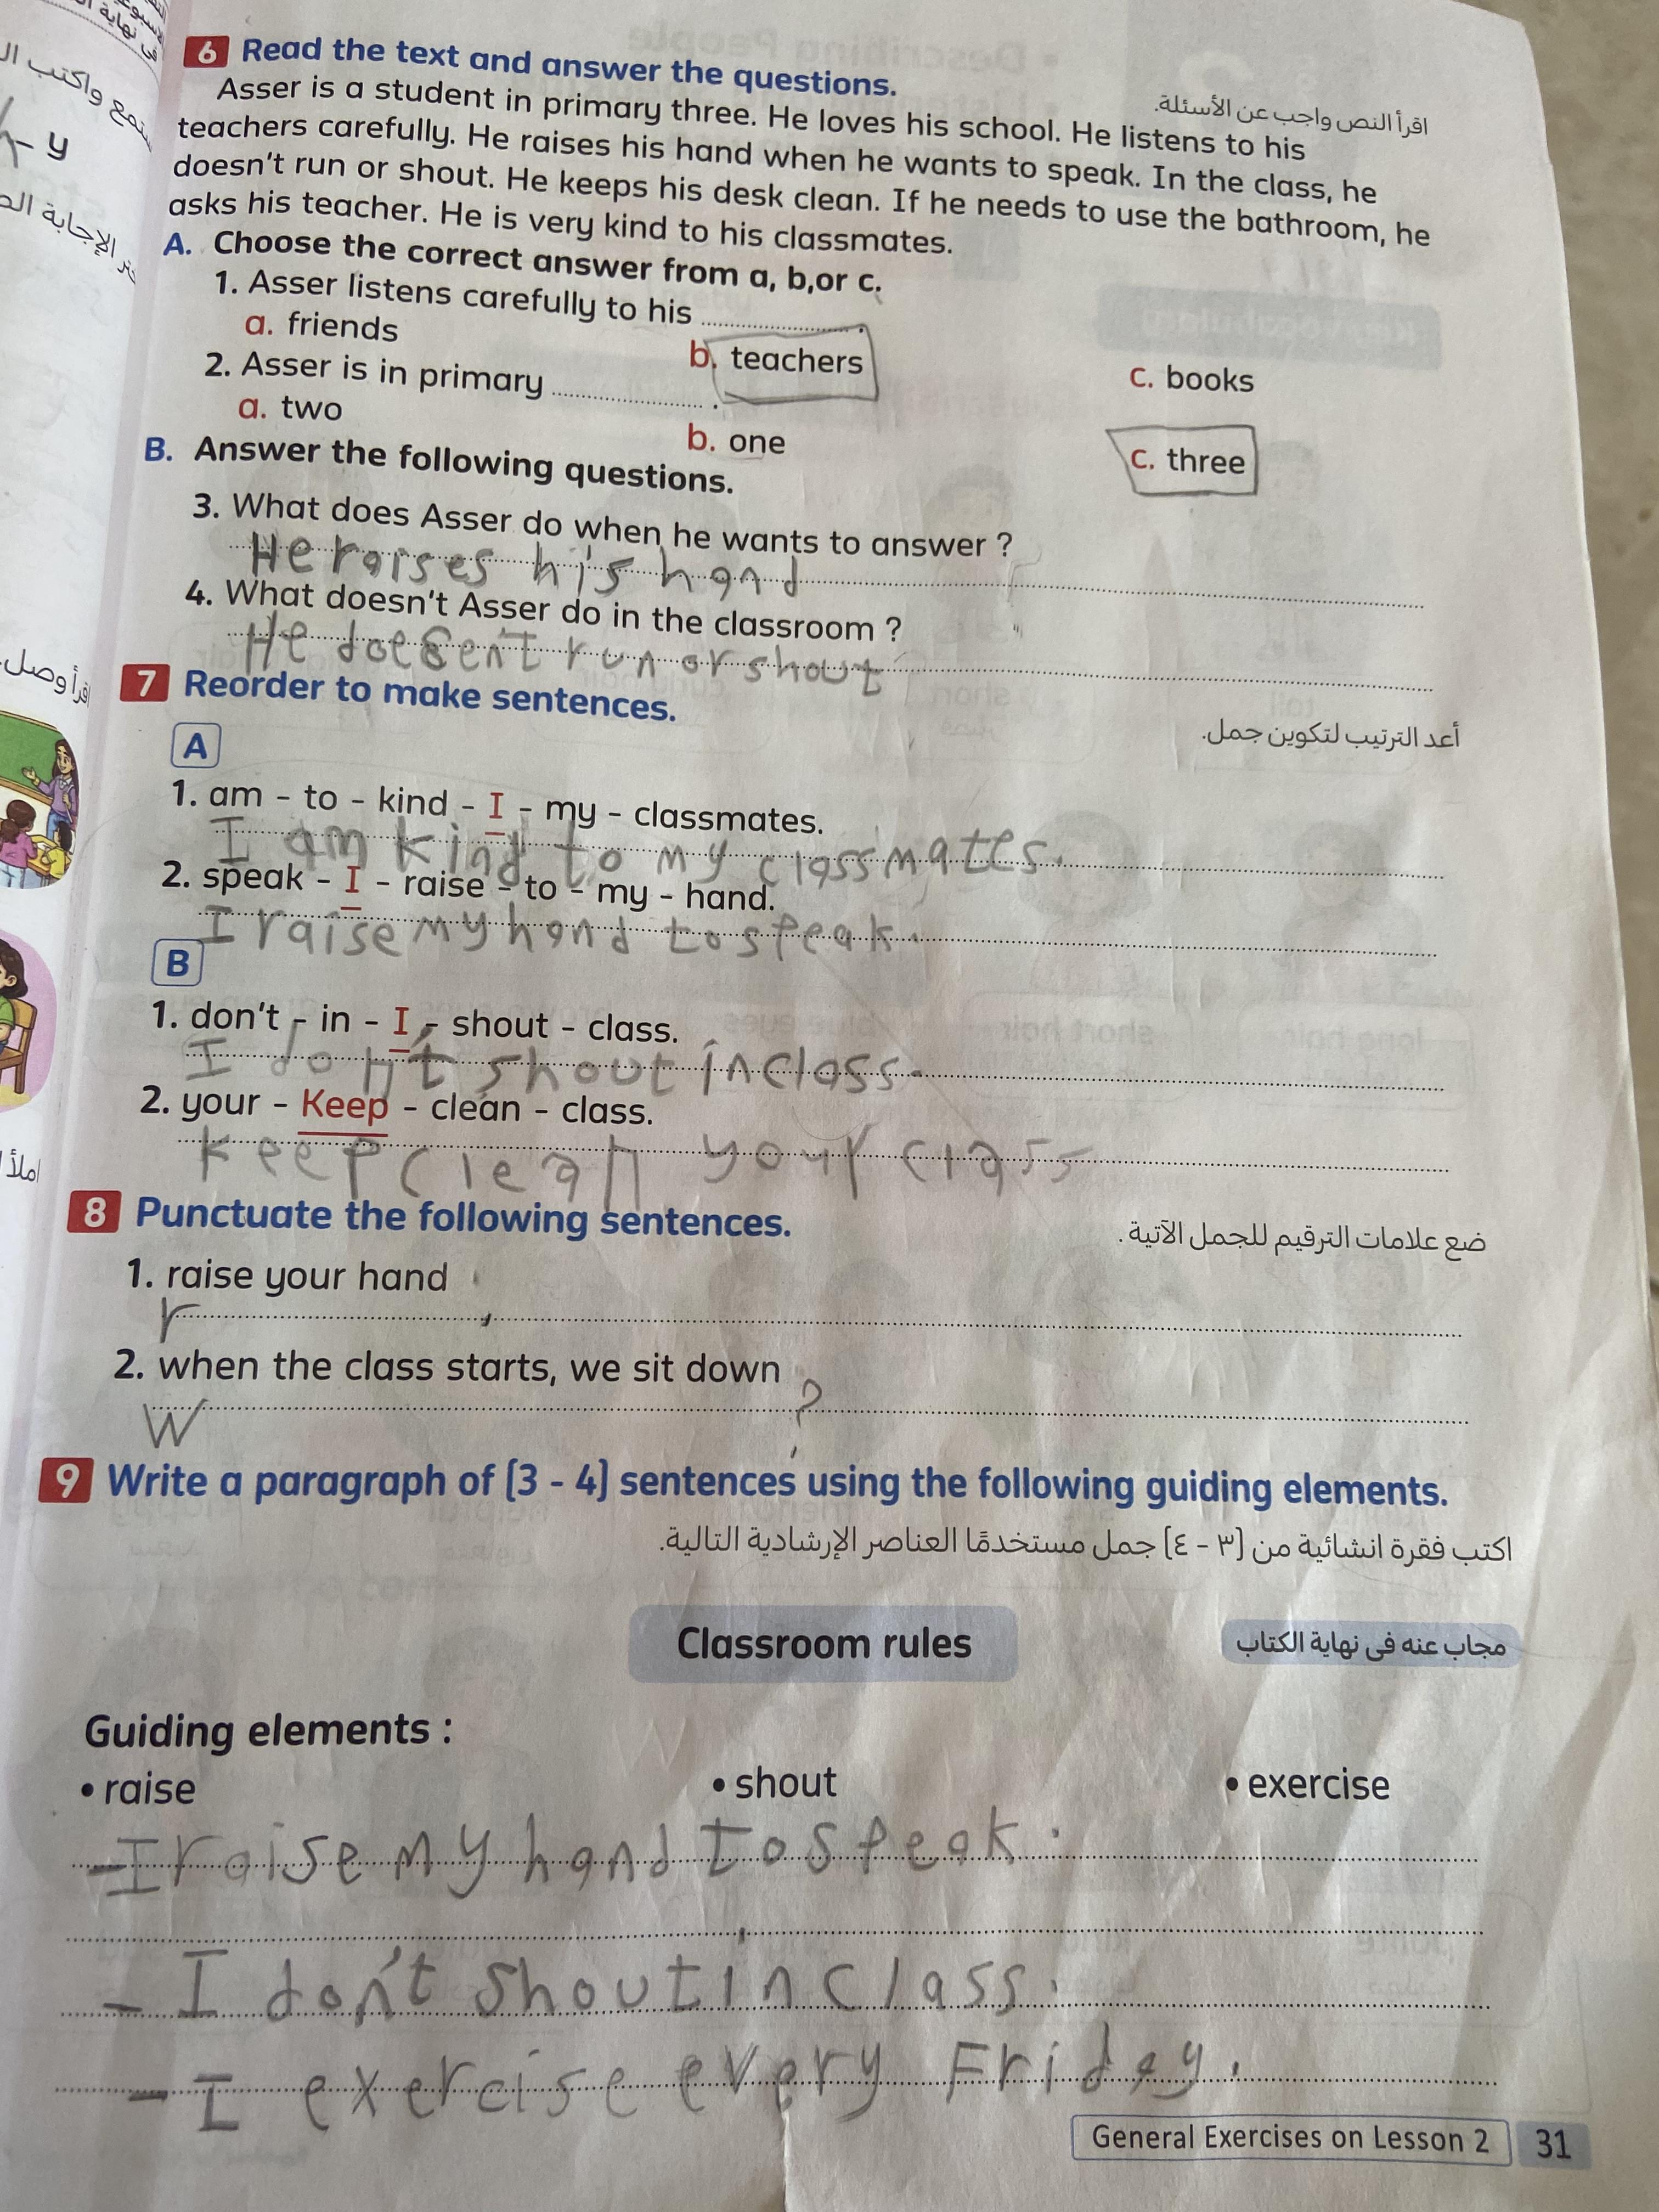 6 Read the text and answer the questions.
اقرأ النص واجب عن الأسئلة.
Asser is a student in primary three. He loves his school. He listens to his
teachers carefully. He raises his hand when he wants to speak. In the class, he
doesn't run or shout. He keeps his desk clean. If he needs to use the bathroom, he
asks his teacher. He is very kind to his classmates.
A. Choose the correct answer from a, b,or c.
1. Asser listens carefully to his ............
a. friends b. teachers c. books
2. Asser is in primary ............ .
a. two b. one c. three
B. Answer the following questions.
3. What does Asser do when he wants to answer ?
He raises his hand
4. What doesn't Asser do in the classroom ?
He doesen't run or shout
7 Reorder to make sentences.
أعد الترتيب لتكوين جمل.
A
1. am - to - kind - I - my - classmates.
I am kind to my classmates.
2. speak - I - raise - to - my - hand.
I raise my hand to speak.
B
1. don't - in - I - shout - class.
I don't shout in class.
2. your - Keep - clean - class.
Keep clean your class
8 Punctuate the following sentences.
ضع علامات الترقيم للجمل الآتية .
1. raise your hand
r .
2. when the class starts, we sit down
W ?
9 Write a paragraph of (3 - 4) sentences using the following guiding elements.
اكتب فقرة انشائية من (٣ - ٤) جمل مستخدمًا العناصر الإرشادية التالية.
Classroom rules
مجاب عنه فى نهاية الكتاب
Guiding elements :
• raise • shout • exercise
- I raise my hand to speak.
- I don't shout in class.
- I exercise every Friday.
General Exercises on Lesson 2 31